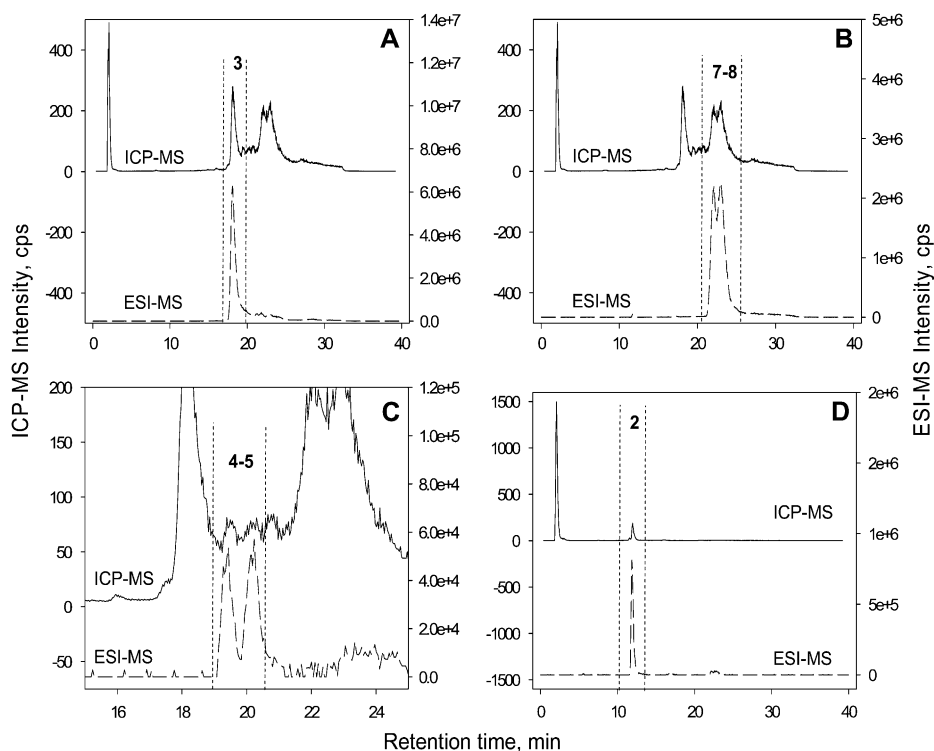 A
3
400
200
0
-200
-400
ICP-MS
ESI-MS
1.4e+7
1.2e+7
1.0e+7
8.0e+6
6.0e+6
4.0e+6
2.0e+6
0.0
0 10 20 30 40
B
7-8
400
200
0
-200
-400
ICP-MS
ESI-MS
5e+6
4e+6
3e+6
2e+6
1e+6
0
0 10 20 30 40
ICP-MS Intensity, cps
ESI-MS Intensity, cps
C
4-5
200
150
100
50
0
-50
ICP-MS
ESI-MS
1.2e+5
1.0e+5
8.0e+4
6.0e+4
4.0e+4
2.0e+4
0.0
16 18 20 22 24
D
2
1500
1000
500
0
-500
-1000
-1500
ICP-MS
ESI-MS
2e+6
2e+6
1e+6
5e+5
0
0 10 20 30 40
Retention time, min